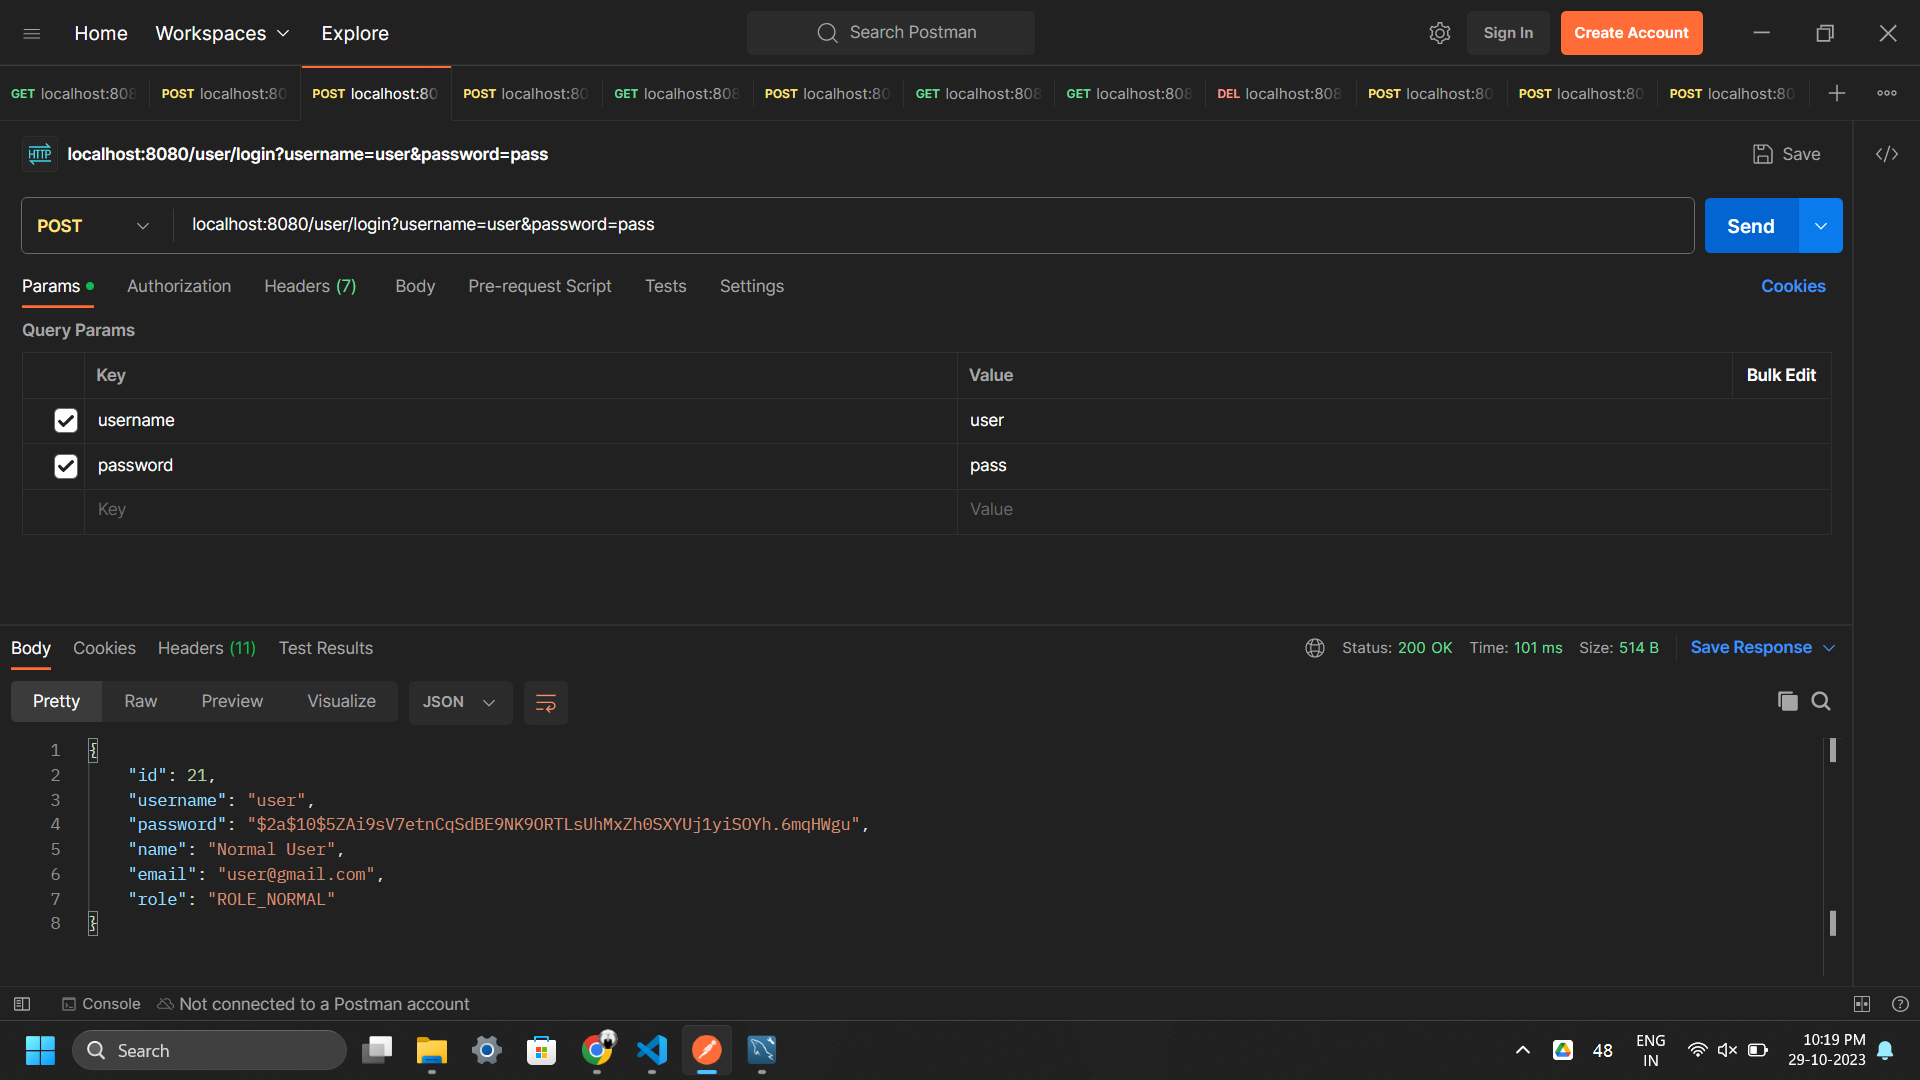 Home Workspaces Explore Search Postman Sign In Create Account
GET localhost:808 POST localhost:80 POST localhost:80 POST localhost:80 GET localhost:808 POST localhost:80 GET localhost:808 GET localhost:808 DEL localhost:808 POST localhost:80 POST localhost:80 POST localhost:80
HTTP localhost:8080/user/login?username=user&password=pass Save
POST localhost:8080/user/login?username=user&password=pass Send
Params Authorization Headers (7) Body Pre-request Script Tests Settings Cookies
Query Params
Key Value Bulk Edit
username user
password pass
Key Value
Body Cookies Headers (11) Test Results Status: 200 OK Time: 101 ms Size: 514 B Save Response
Pretty Raw Preview Visualize JSON
1 {
2 "id": 21,
3 "username": "user",
4 "password": "$2a$10$5ZAi9sV7etnCqSdBE9NK9ORTLsUhMxZh0SXYUj1yiSOYh.6mqHWgu",
5 "name": "Normal User",
6 "email": "user@gmail.com",
7 "role": "ROLE_NORMAL"
8 }
Console Not connected to a Postman account
Search 48 ENG 10:19 PM
IN 29-10-2023